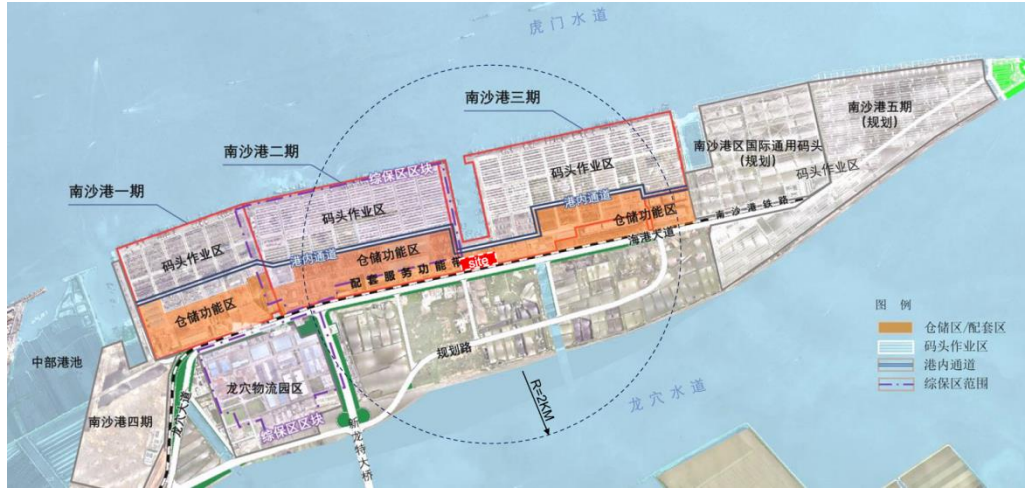 虎门水道
南沙港三期
南沙港五期
(规划)
南沙港区国际通用码头
(规划)
码头作业区
南沙港二期
综保区区块
码头作业区
港内通道
南沙港一期
码头作业区
仓储功能区
南沙港铁路
码头作业区
港内通道
仓储功能区
海港大道
配套服务功能带
site
仓储功能区
图 例
仓储区/配套区
码头作业区
港内通道
综保区范围
中部港池
规划路
龙穴物流园区
R=2KM
龙穴水道
南沙港四期
龙穴大道
综保区区块
新龙特大桥